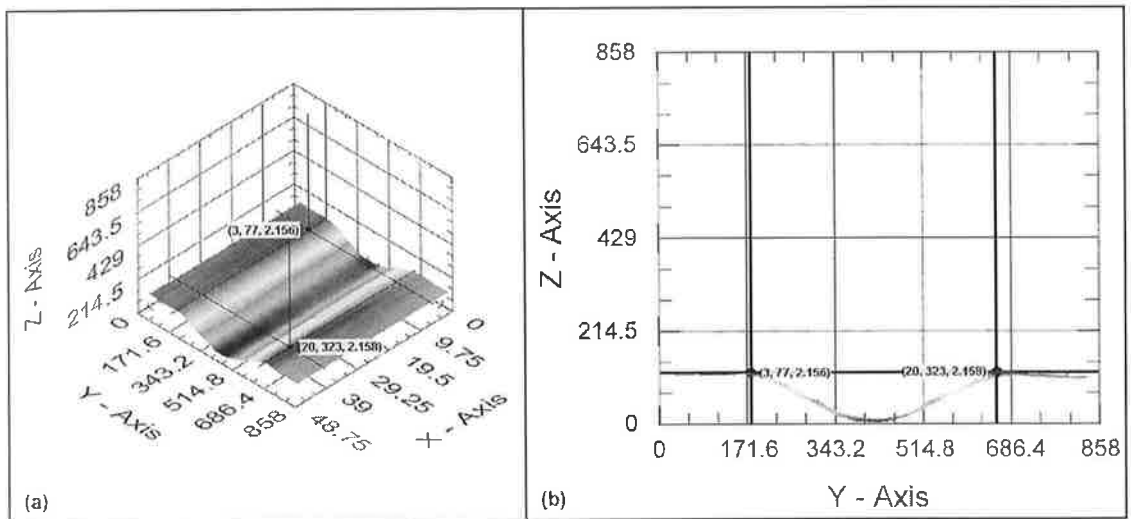 858
643.5
429
214.5
Z - Axis
0
171.6
343.2
514.8
686.4
858
Y - Axis
0
9.75
19.5
29.25
39
48.75
X - Axis
(3, 77, 2.156)
(20, 323, 2.158)
(a)
858
643.5
429
214.5
0
Z - Axis
(3, 77, 2.156)
(20, 323, 2.158)
0
171.6
343.2
514.8
686.4
858
Y - Axis
(b)